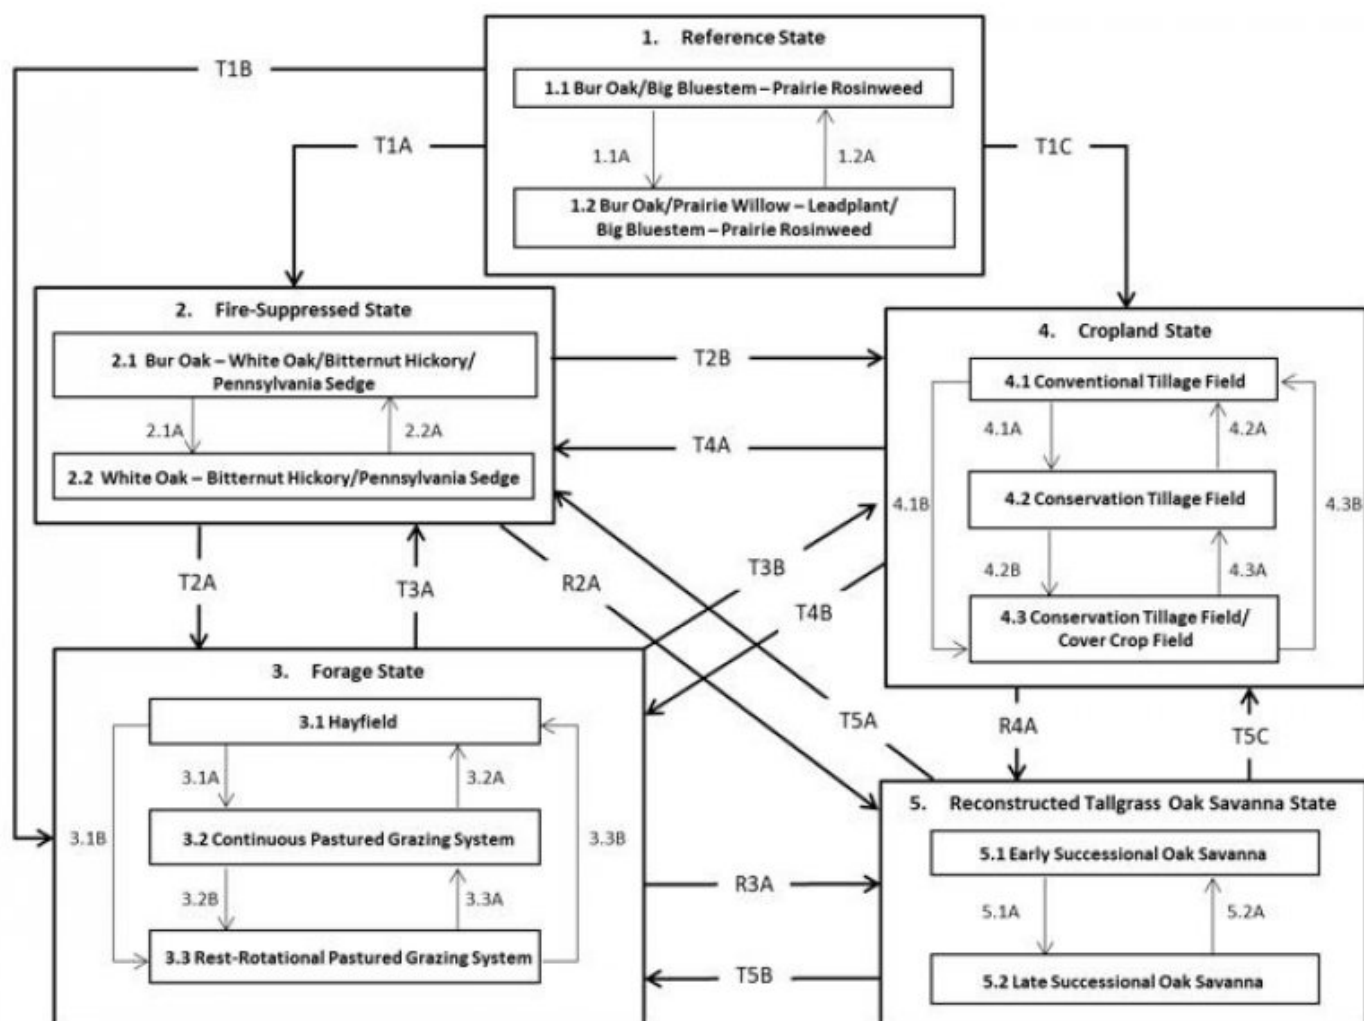 1. Reference State
T1B
1.1 Bur Oak/Big Bluestem – Prairie Rosinweed
T1A
1.1A
1.2A
T1C
1.2 Bur Oak/Prairie Willow – Leadplant/
Big Bluestem – Prairie Rosinweed
2. Fire-Suppressed State
2.1 Bur Oak – White Oak/Bitternut Hickory/
Pennsylvania Sedge
2.1A
2.2A
2.2 White Oak – Bitternut Hickory/Pennsylvania Sedge
T2B
T4A
4. Cropland State
4.1 Conventional Tillage Field
4.1A
4.2A
4.2 Conservation Tillage Field
4.1B
4.3B
4.2B
4.3A
4.3 Conservation Tillage Field/
Cover Crop Field
T2A
T3A
R2A
T3B
T4B
3. Forage State
3.1 Hayfield
3.1A
3.2A
3.1B
3.2 Continuous Pastured Grazing System
3.3B
3.2B
3.3A
3.3 Rest-Rotational Pastured Grazing System
T5A
R4A
T5C
R3A
T5B
5. Reconstructed Tallgrass Oak Savanna State
5.1 Early Successional Oak Savanna
5.1A
5.2A
5.2 Late Successional Oak Savanna